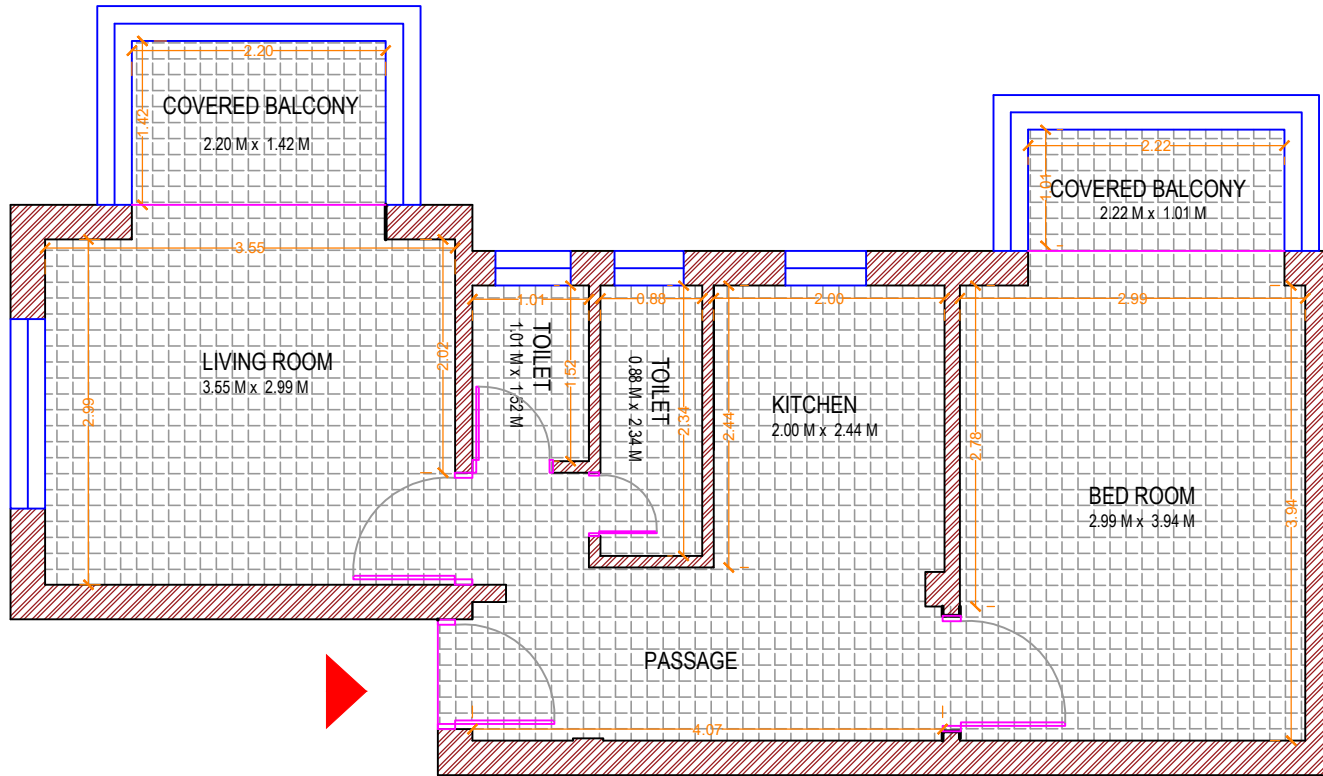 2.20
COVERED BALCONY
2.20 M x 1.42 M
1.42
2.22
1.01
COVERED BALCONY
2.22 M x 1.01 M
3.55
2.02
2.99
LIVING ROOM
3.55 M x 2.99 M
1.01
TOILET
1.01 M x 1.52 M
1.52
0.88
TOILET
0.88 M x 2.34 M
2.34
2.00
2.44
KITCHEN
2.00 M x 2.44 M
2.99
2.78
BED ROOM
2.99 M x 3.94 M
3.94
PASSAGE
4.07